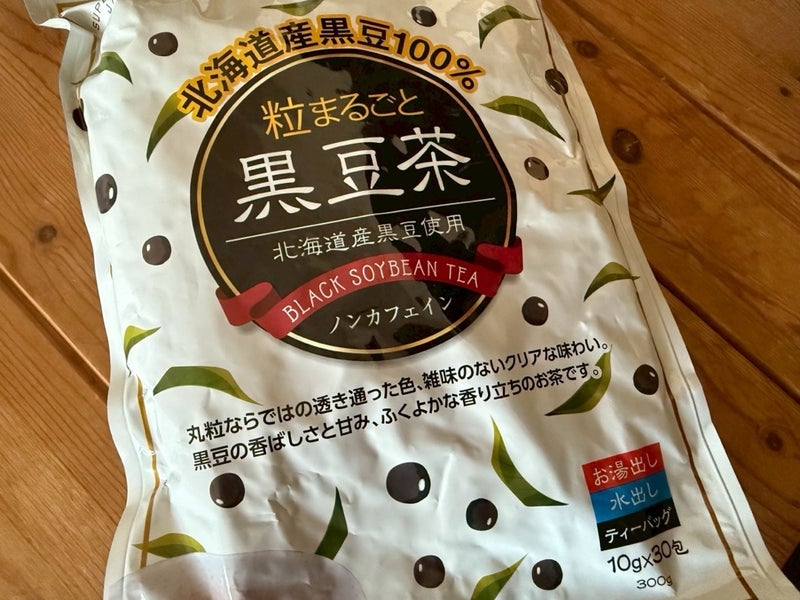 北海道産黒豆100%
粒まるごと
黒豆茶
北海道産黒豆使用
BLACK SOYBEAN TEA
ノンカフェイン
丸粒ならではの透き通った色、雑味のないクリアな味わい。
黒豆の香ばしさと甘み、ふくよかな香り立ちのお茶です。
お湯出し
水出し
ティーバッグ
10g×30包
300g